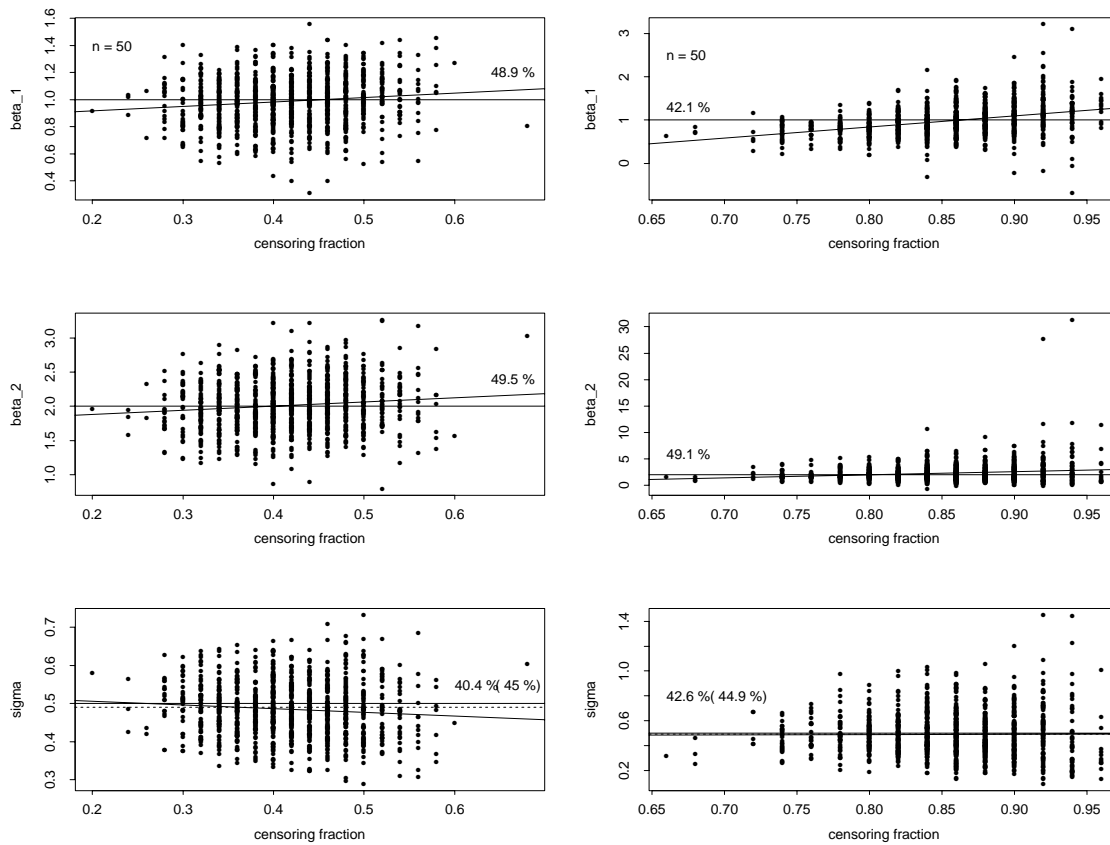 n = 50
48.9 %
beta_1
0.4 0.6 0.8 1.0 1.2 1.4 1.6
0.2 0.3 0.4 0.5 0.6
censoring fraction
n = 50
42.1 %
beta_1
0 1 2 3
0.65 0.70 0.75 0.80 0.85 0.90 0.95
censoring fraction
49.5 %
beta_2
1.0 1.5 2.0 2.5 3.0
0.2 0.3 0.4 0.5 0.6
censoring fraction
49.1 %
beta_2
0 5 10 15 20 25 30
0.65 0.70 0.75 0.80 0.85 0.90 0.95
censoring fraction
40.4 %( 45 %)
sigma
0.3 0.4 0.5 0.6 0.7
0.2 0.3 0.4 0.5 0.6
censoring fraction
42.6 %( 44.9 %)
sigma
0.2 0.6 1.0 1.4
0.65 0.70 0.75 0.80 0.85 0.90 0.95
censoring fraction